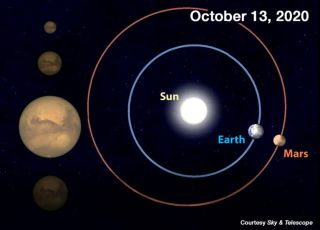 October 13, 2020
Sun
Earth
Mars
Courtesy Sky & Telescope